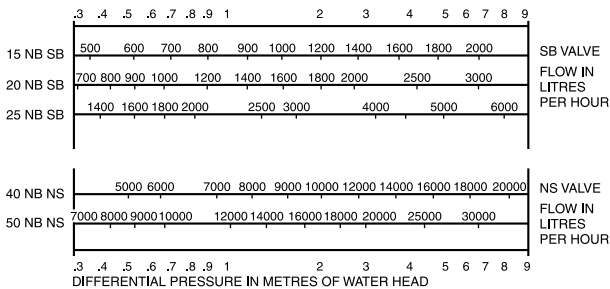 .3 .4 .5 .6 .7 .8 .9 1 2 3 4 5 6 7 8 9
15 NB SB 500 600 700 800 900 1000 1200 1400 1600 1800 2000 SB VALVE
20 NB SB 700 800 900 1000 1200 1400 1600 1800 2000 2500 3000 FLOW IN
LITRES
25 NB SB 1400 1600 1800 2000 2500 3000 4000 5000 6000 PER HOUR
40 NB NS 5000 6000 7000 8000 9000 10000 12000 14000 16000 18000 20000 NS VALVE
50 NB NS 7000 8000 9000 10000 12000 14000 16000 18000 20000 25000 30000 FLOW IN
LITRES
PER HOUR
.3 .4 .5 .6 .7 .8 .9 1 2 3 4 5 6 7 8 9
DIFFERENTIAL PRESSURE IN METRES OF WATER HEAD